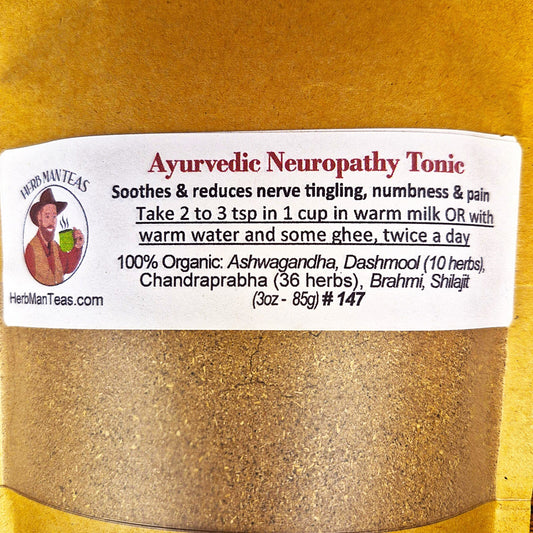 HERB MAN TEAS
HerbManTeas.com
Ayurvedic Neuropathy Tonic
Soothes & reduces nerve tingling, numbness & pain
Take 2 to 3 tsp in 1 cup in warm milk OR with
warm water and some ghee, twice a day
100% Organic: Ashwagandha, Dashmool (10 herbs),
Chandraprabha (36 herbs), Brahmi, Shilajit
(3oz - 85g) # 147